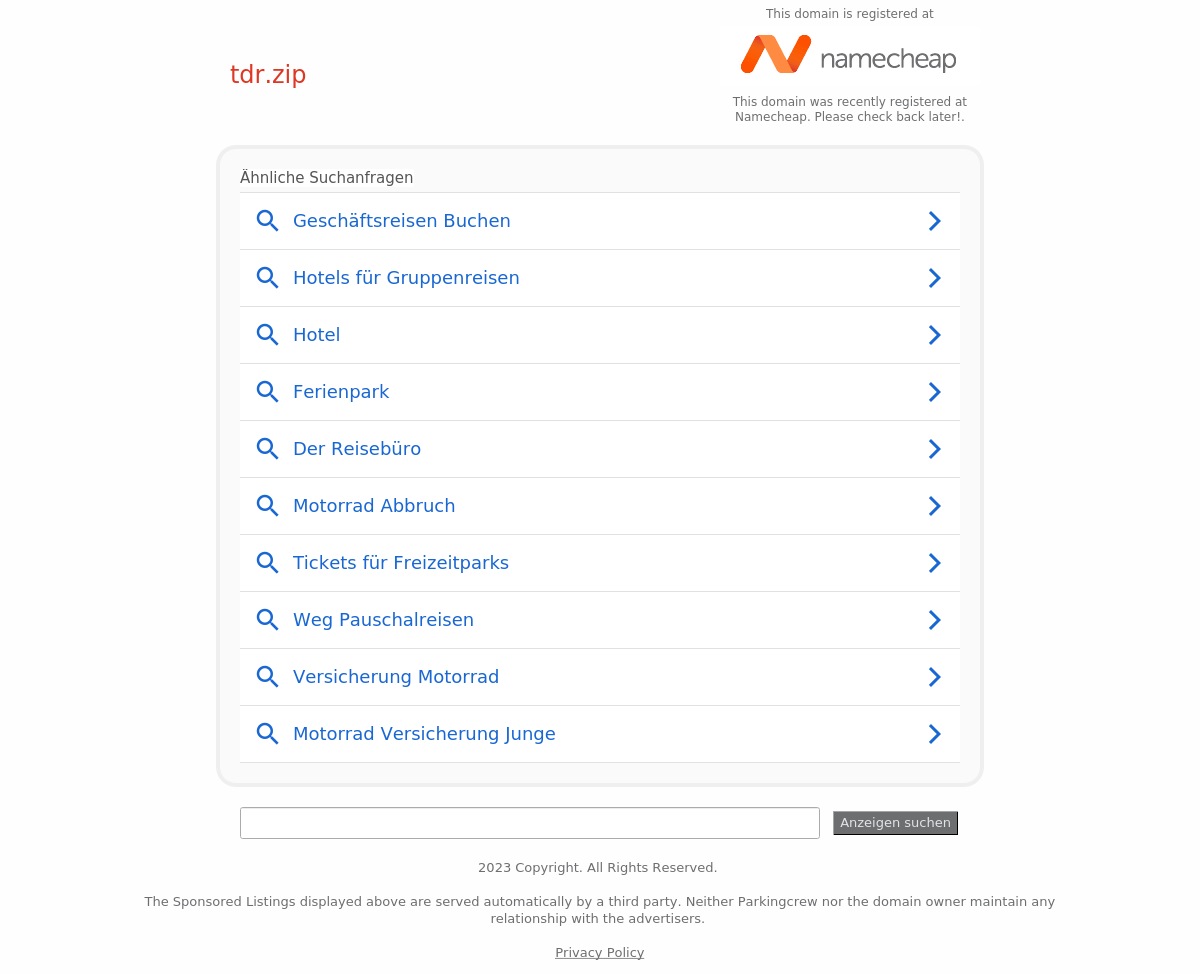 This domain is registered at
namecheap
tdr.zip
This domain was recently registered at
Namecheap. Please check back later!.
Ähnliche Suchanfragen
Geschäftsreisen Buchen
Hotels für Gruppenreisen
Hotel
Ferienpark
Der Reisebüro
Motorrad Abbruch
Tickets für Freizeitparks
Weg Pauschalreisen
Versicherung Motorrad
Motorrad Versicherung Junge
Anzeigen suchen
2023 Copyright. All Rights Reserved.
The Sponsored Listings displayed above are served automatically by a third party. Neither Parkingcrew nor the domain owner maintain any
relationship with the advertisers.
Privacy Policy